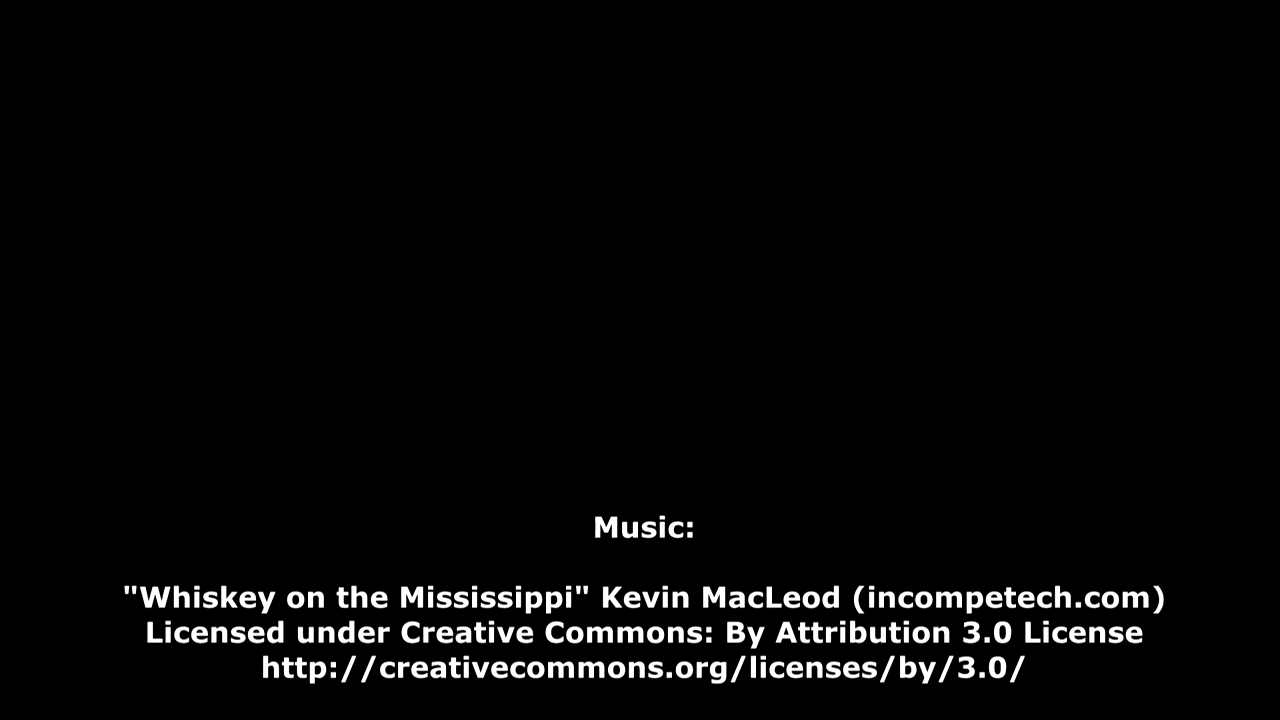 Music:
"Whiskey on the Mississippi" Kevin MacLeod (incompetech.com)
Licensed under Creative Commons: By Attribution 3.0 License
http://creativecommons.org/licenses/by/3.0/